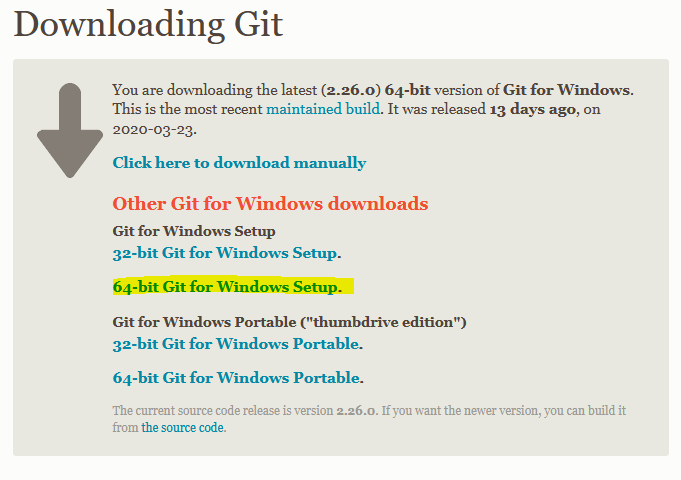 Downloading Git
You are downloading the latest (2.26.0) 64-bit version of Git for Windows.
This is the most recent maintained build. It was released 13 days ago, on
2020-03-23.
Click here to download manually
Other Git for Windows downloads
Git for Windows Setup
32-bit Git for Windows Setup.
64-bit Git for Windows Setup.
Git for Windows Portable ("thumbdrive edition")
32-bit Git for Windows Portable.
64-bit Git for Windows Portable.
The current source code release is version 2.26.0. If you want the newer version, you can build it
from the source code.